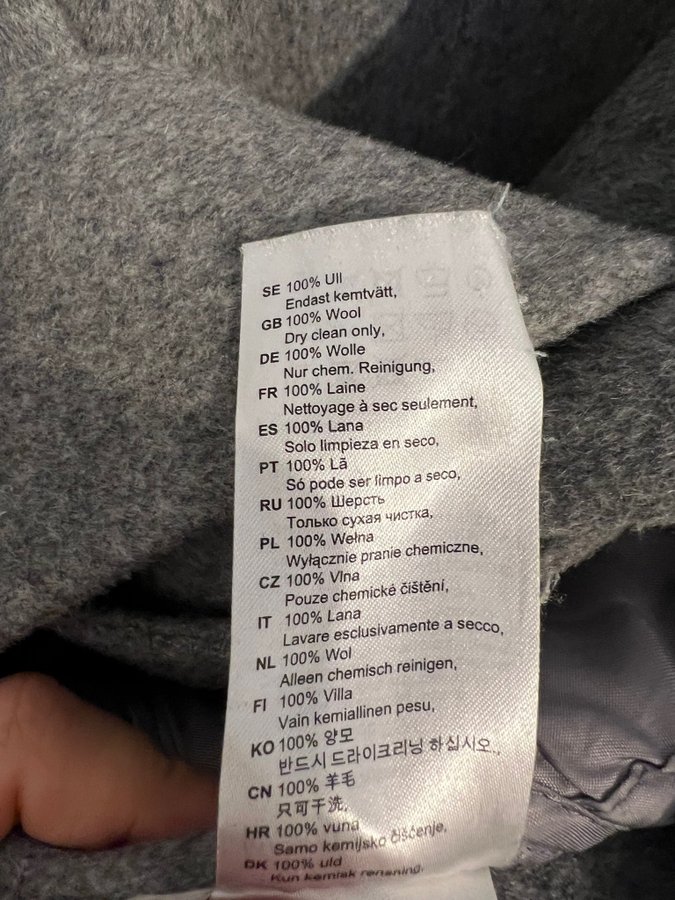 SE 100% Ull
Endast kemtvätt,
GB 100% Wool
Dry clean only,
DE 100% Wolle
Nur chem. Reinigung,
FR 100% Laine
Nettoyage à sec seulement,
ES 100% Lana
Solo limpieza en seco,
PT 100% Lã
Só pode ser limpo a seco,
RU 100% Шерсть
Только сухая чистка,
PL 100% Wełna
Wyłącznie pranie chemiczne,
CZ 100% Vlna
Pouze chemické čištění,
IT 100% Lana
Lavare esclusivamente a secco,
NL 100% Wol
Alleen chemisch reinigen,
FI 100% Villa
Vain kemiallinen pesu,
KO 100% 양모
반드시 드라이크리닝 하십시오.,
CN 100% 羊毛
只可干洗,
HR 100% vuna
Samo kemijsko čišćenje,
DK 100% uld
Kun kemisk rensning,